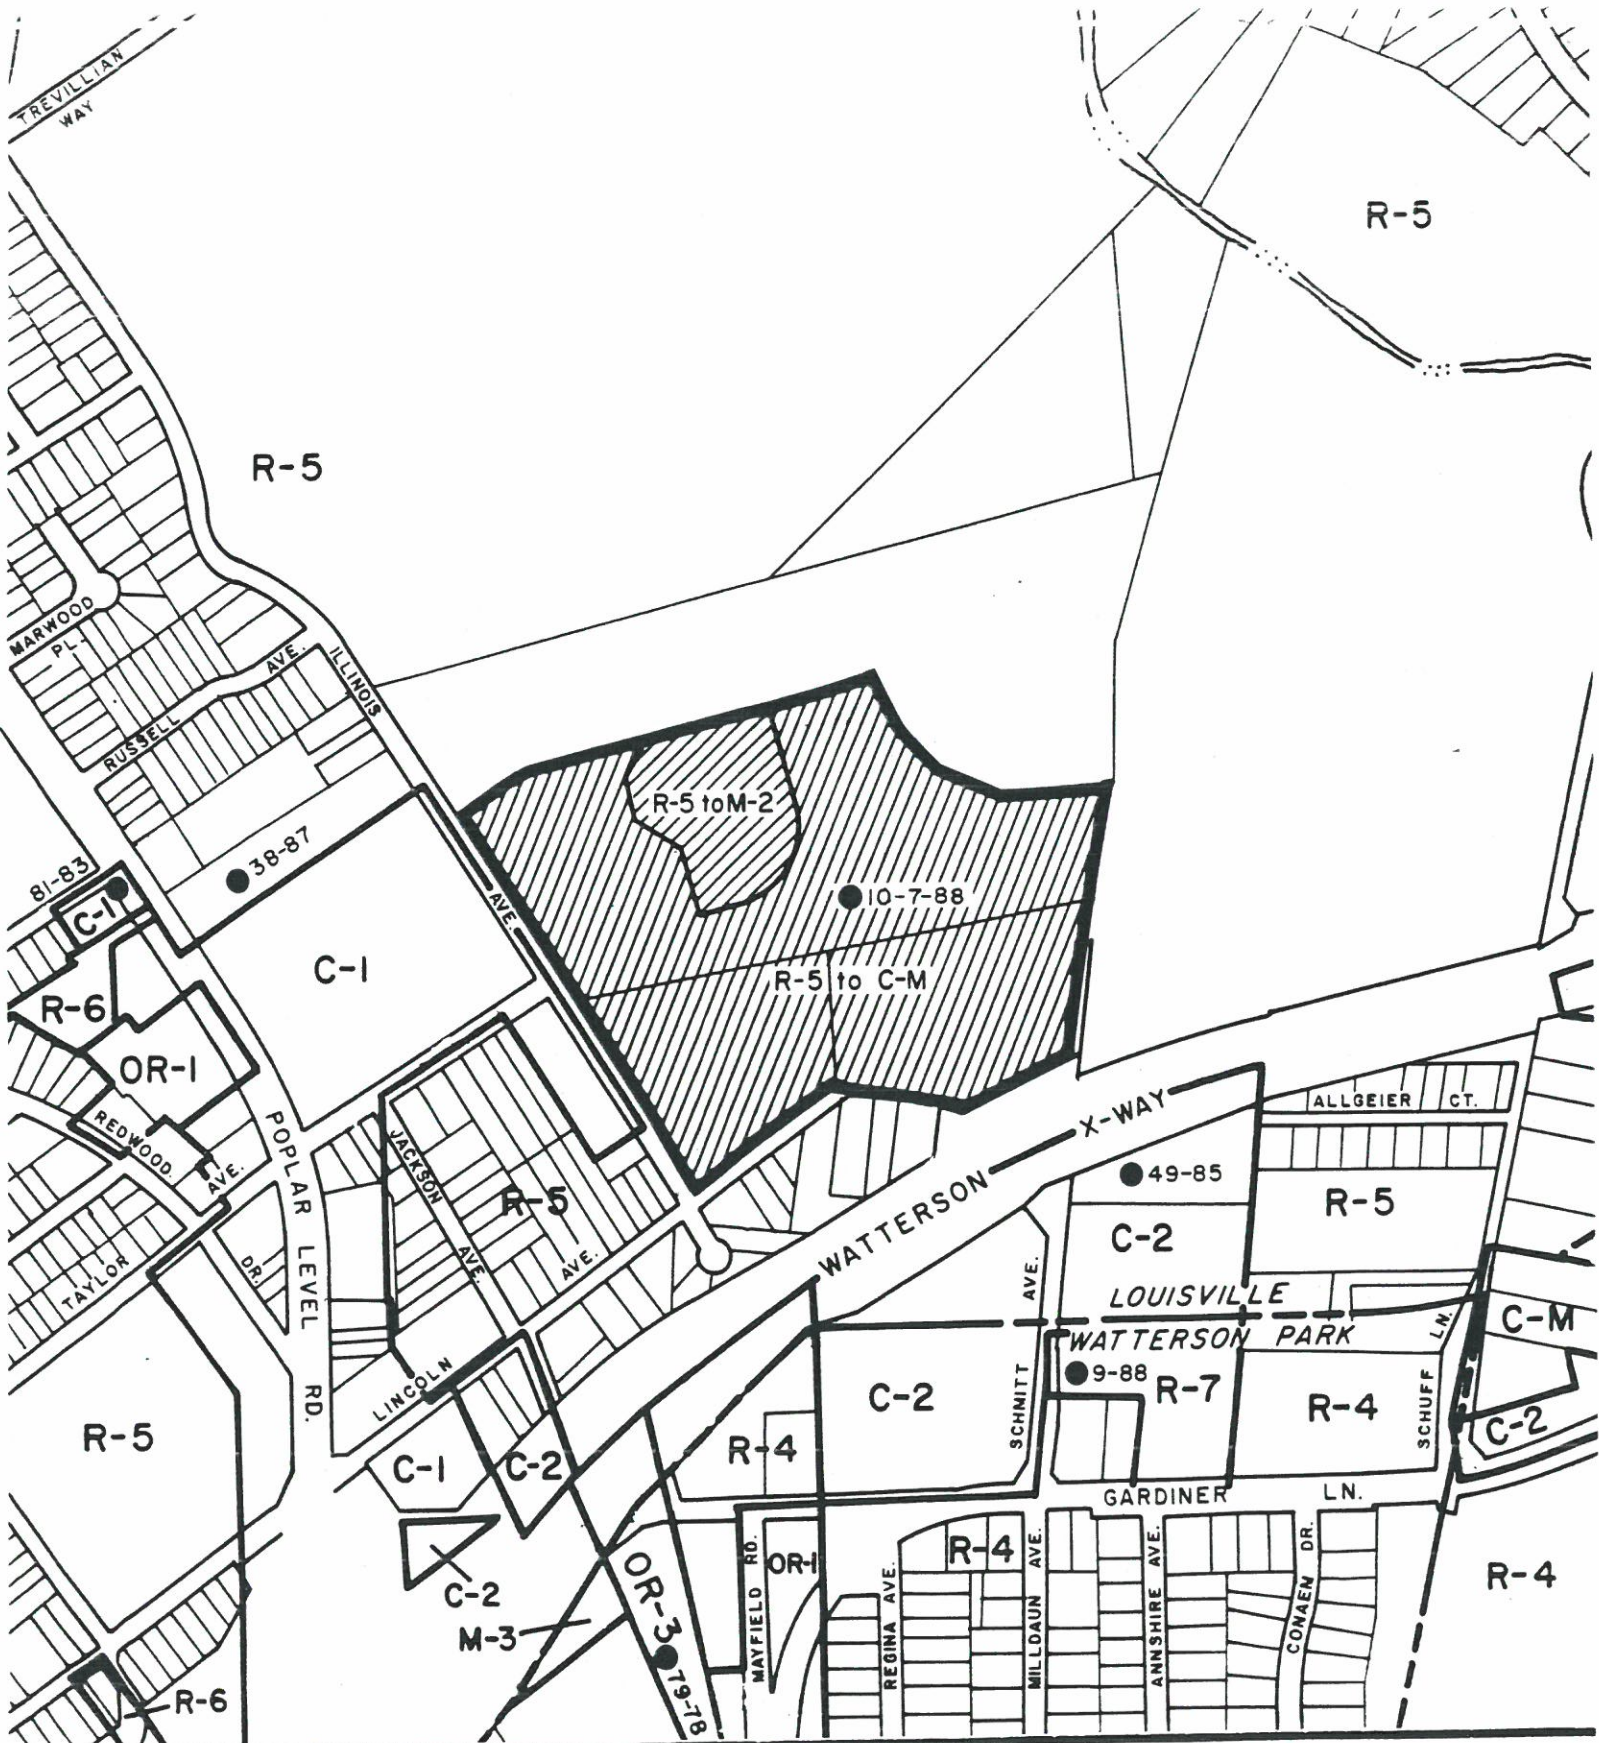 TREVILLIAN
WAY
R-5
R-5
MARWOOD
PL.
RUSSELL AVE.
ILLINOIS AVE.
R-5 to M-2
38-87
81-83
C-1
10-7-88
C-1
R-5 to C-M
R-6
OR-1
REDWOOD
AVE.
POPLAR LEVEL RD.
JACKSON AVE.
R-5
TAYLOR
DR.
LINCOLN AVE.
WATTERSON X-WAY
ALLGEIER CT.
49-85
R-5
C-2
LOUISVILLE
WATTERSON PARK
SCHMITT AVE.
9-88
R-7
R-4
SCHUFF LN.
C-M
C-2
C-2
R-5
C-1
C-2
R-4
GARDINER LN.
C-2
M-3
OR-3
79-78
MAYFIELD RD.
OR-1
REGINA AVE.
R-4
MILLDAUN AVE.
ANNSHIRE AVE.
CONAEM DR.
R-4
R-6